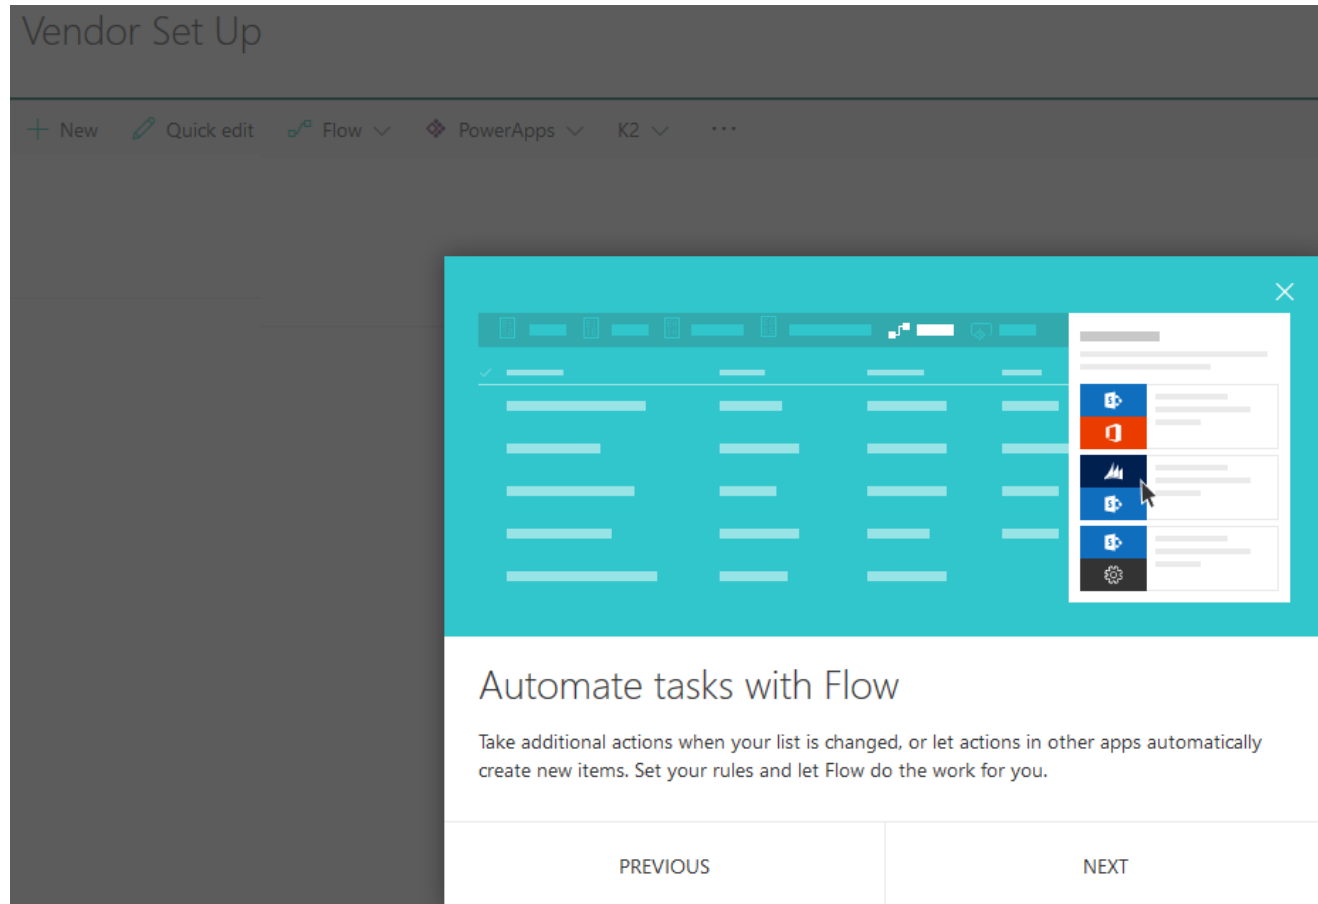 Vendor Set Up
New Quick edit Flow PowerApps K2 ...
Automate tasks with Flow
Take additional actions when your list is changed, or let actions in other apps automatically
create new items. Set your rules and let Flow do the work for you.
PREVIOUS NEXT